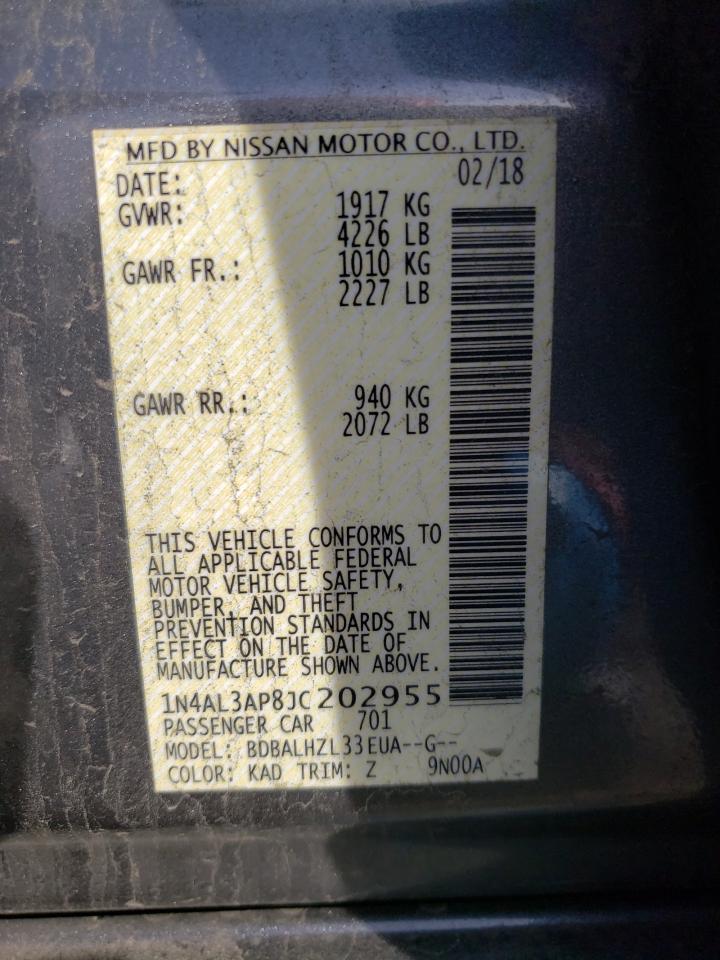 MFD BY NISSAN MOTOR CO., LTD.
DATE: 02/18
GVWR: 1917 KG
4226 LB
GAWR FR.: 1010 KG
2227 LB
GAWR RR.: 940 KG
2072 LB
THIS VEHICLE CONFORMS TO
ALL APPLICABLE FEDERAL
MOTOR VEHICLE SAFETY,
BUMPER, AND THEFT
PREVENTION STANDARDS IN
EFFECT ON THE DATE OF
MANUFACTURE SHOWN ABOVE.
1N4AL3AP8JC202955
PASSENGER CAR 701
MODEL: BDBALHZL33EUA--G--
COLOR: KAD TRIM: Z 9N00A